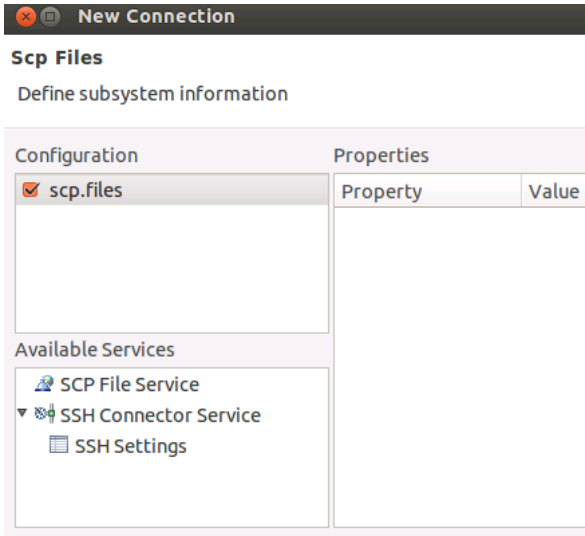 New Connection
Scp Files
Define subsystem information
Configuration
scp.files
Available Services
SCP File Service
SSH Connector Service
SSH Settings
Properties
Property Value